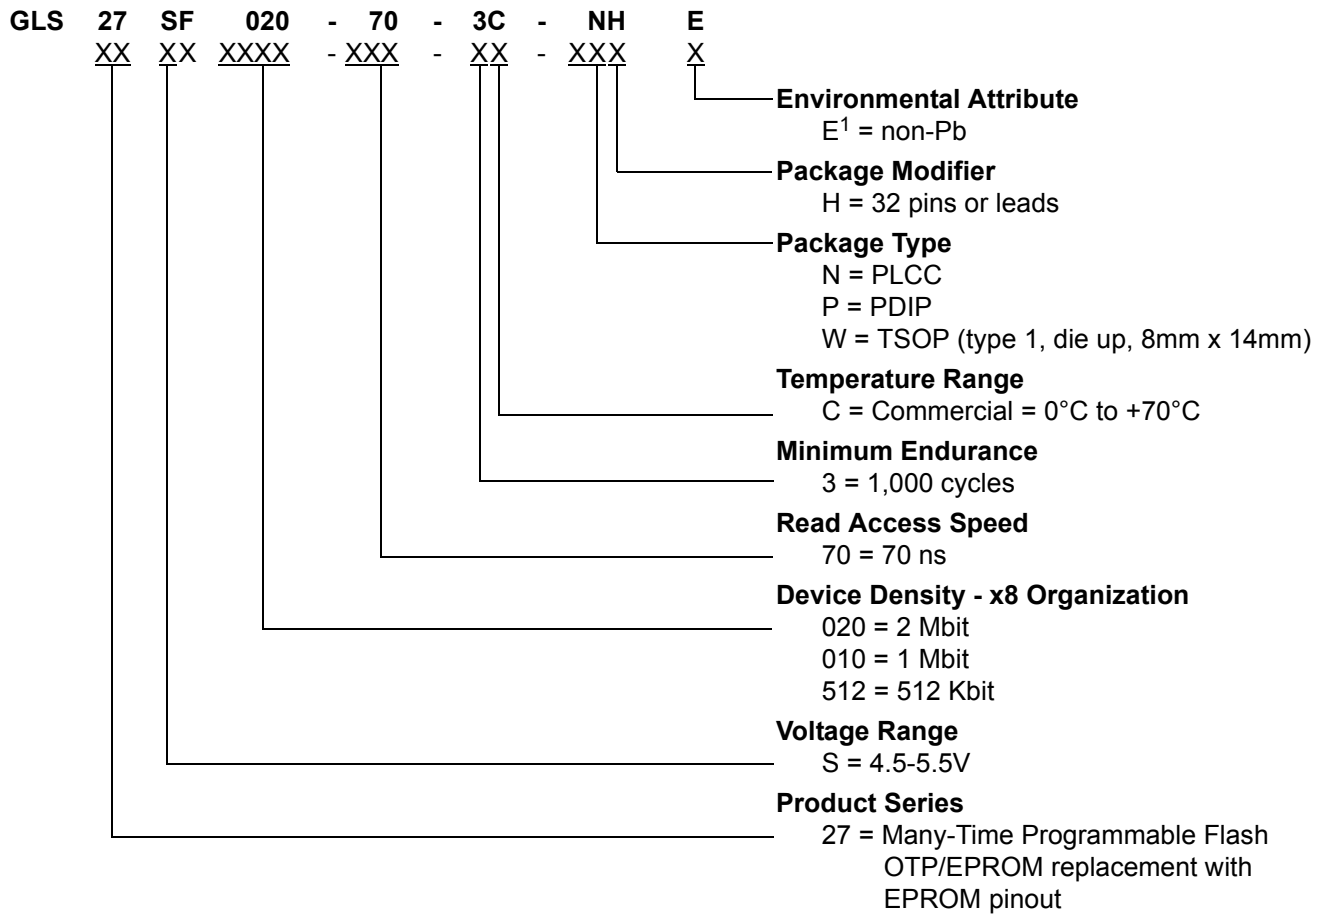 GLS 27 SF 020 - 70 - 3C - NH E
XX XX XXXX - XXX - XX - XXX X
Environmental Attribute
E1 = non-Pb
Package Modifier
H = 32 pins or leads
Package Type
N = PLCC
P = PDIP
W = TSOP (type 1, die up, 8mm x 14mm)
Temperature Range
C = Commercial = 0°C to +70°C
Minimum Endurance
3 = 1,000 cycles
Read Access Speed
70 = 70 ns
Device Density - x8 Organization
020 = 2 Mbit
010 = 1 Mbit
512 = 512 Kbit
Voltage Range
S = 4.5-5.5V
Product Series
27 = Many-Time Programmable Flash
OTP/EPROM replacement with
EPROM pinout